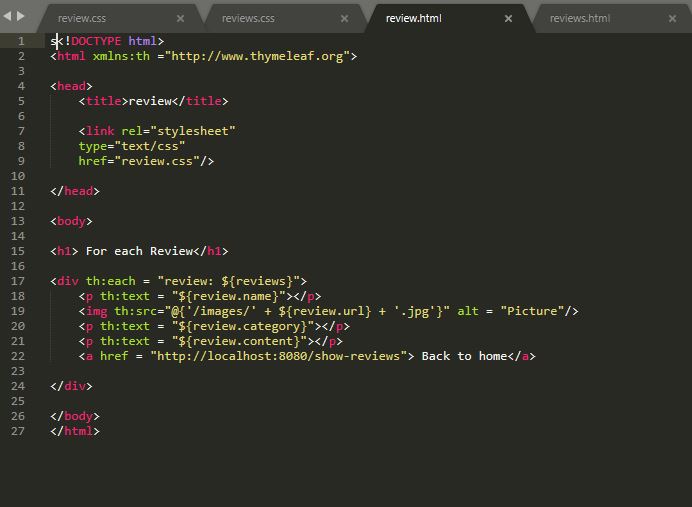 review.css × reviews.css × review.html × reviews.html ×
1 s<!DOCTYPE html>
2 <html xmlns:th ="http://www.thymeleaf.org">
3
4 <head>
5     <title>review</title>
6
7     <link rel="stylesheet"
8     type="text/css"
9     href="review.css"/>
10
11 </head>
12
13 <body>
14
15 <h1> For each Review</h1>
16
17 <div th:each = "review: ${reviews}">
18     <p th:text = "${review.name}"></p>
19     <img th:src="@{'/images/' + ${review.url} + '.jpg'}" alt = "Picture"/>
20     <p th:text = "${review.category}"></p>
21     <p th:text = "${review.content}"></p>
22     <a href = "http://localhost:8080/show-reviews"> Back to home</a>
23
24 </div>
25
26 </body>
27 </html>